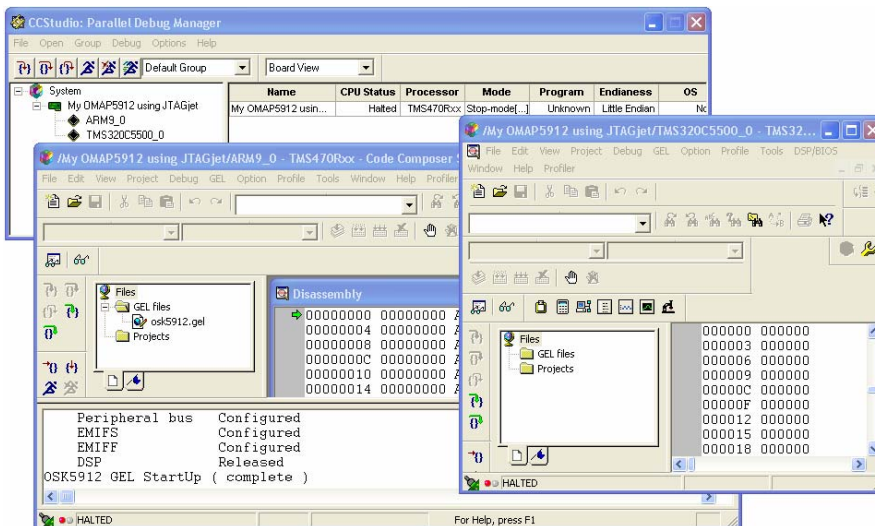 CCStudio: Parallel Debug Manager
File Open Group Debug Options Help
Default Group
Board View
System
My OMAP5912 using JTAGjet
ARM9_0
TMS320C5500_0
Name CPU Status Processor Mode Program Endianess OS
My OMAP5912 usin... Halted TMS470Rxx Stop-mode[...] Unknown Little Endian
/My OMAP5912 using JTAGjet/ARM9_0 - TMS470Rxx - Code Composer
File Edit View Project Debug GEL Option Profile Tools Window Help Profiler
Files
GEL files
osk5912.gel
Projects
Disassembly
00000000 00000000
00000004 00000000
00000008 00000000
0000000C 00000000
00000010 00000000
00000014 00000000
Peripheral bus Configured
EMIFS Configured
EMIFF Configured
DSP Released
OSK5912 GEL StartUp ( complete )
HALTED
For Help, press F1
/My OMAP5912 using JTAGjet/TMS320C5500_0 - TMS32...
File Edit View Project Debug GEL Option Profile Tools DSP/BIOS
Window Help Profiler
Files
GEL files
Projects
000000 000000
000003 000000
000006 000000
000009 000000
00000C 000000
00000F 000000
000012 000000
000015 000000
000018 000000
HALTED